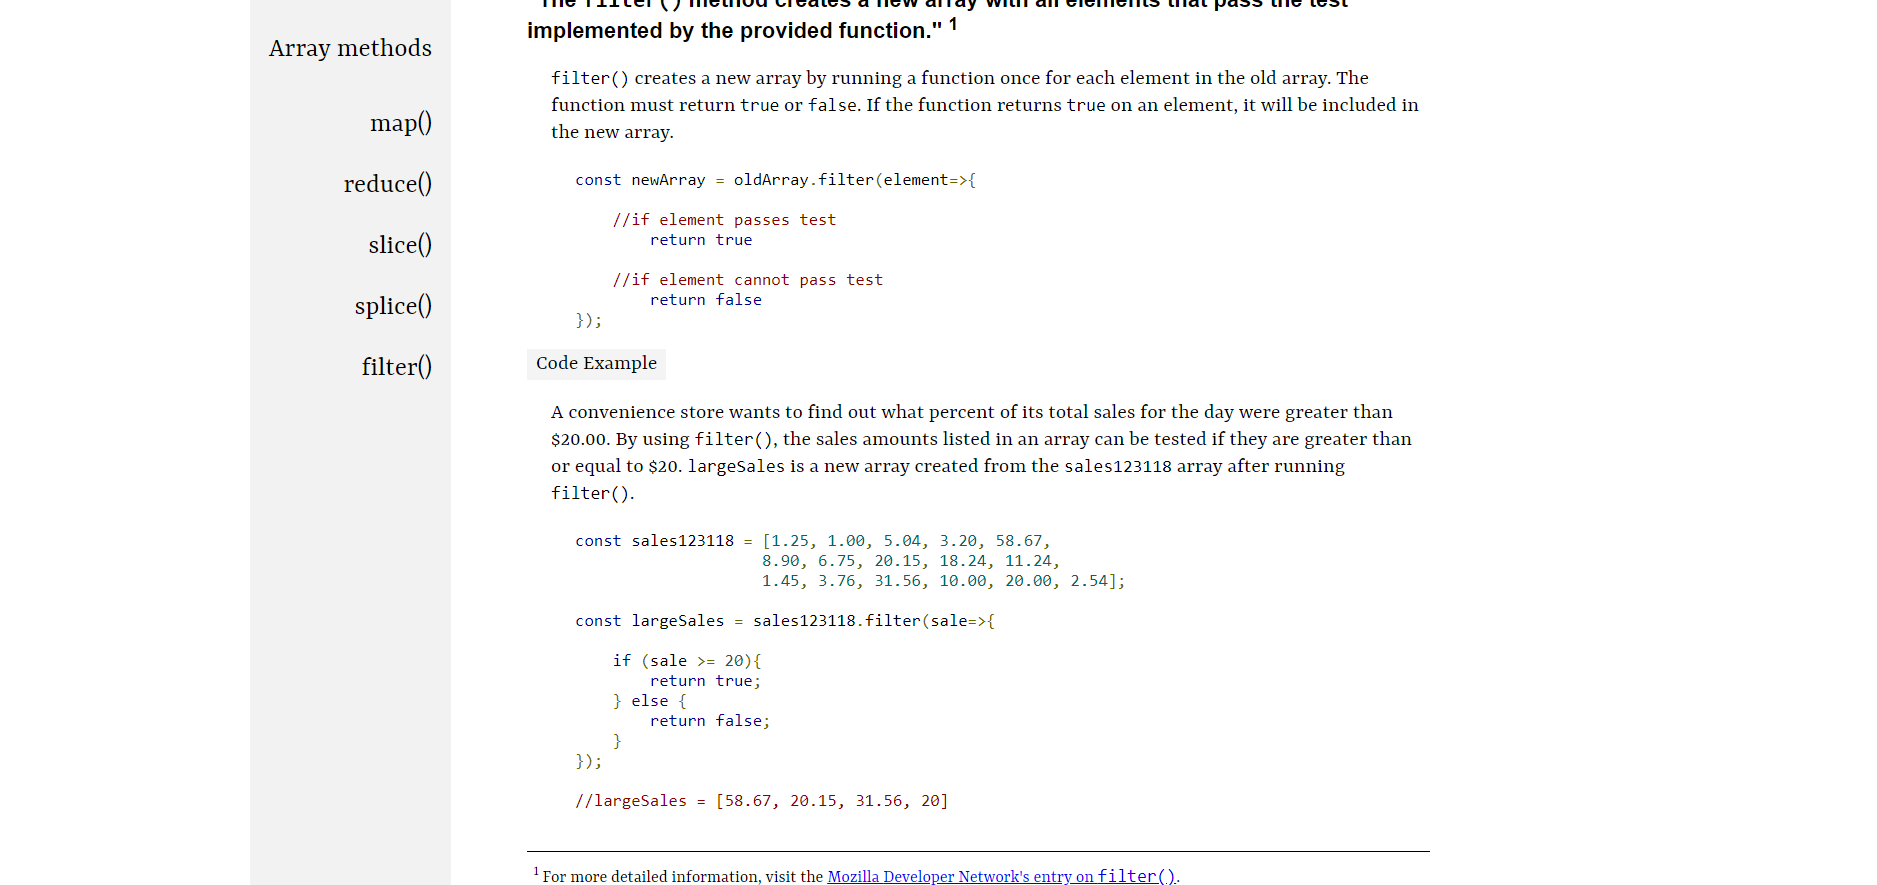 Array methods
map()
reduce()
slice()
splice()
filter()
"The filter() method creates a new array with all elements that pass the test
implemented by the provided function." 1
filter() creates a new array by running a function once for each element in the old array. The
function must return true or false. If the function returns true on an element, it will be included in
the new array.
const newArray = oldArray.filter(element=>{
//if element passes test
return true
//if element cannot pass test
return false
});
Code Example
A convenience store wants to find out what percent of its total sales for the day were greater than
$20.00. By using filter(), the sales amounts listed in an array can be tested if they are greater than
or equal to $20. largeSales is a new array created from the sales123118 array after running
filter().
const sales123118 = [1.25, 1.00, 5.04, 3.20, 58.67,
8.90, 6.75, 20.15, 18.24, 11.24,
1.45, 3.76, 31.56, 10.00, 20.00, 2.54];
const largeSales = sales123118.filter(sale=>{
if (sale >= 20){
return true;
} else {
return false;
}
});
//largeSales = [58.67, 20.15, 31.56, 20]
1 For more detailed information, visit the Mozilla Developer Network's entry on filter().